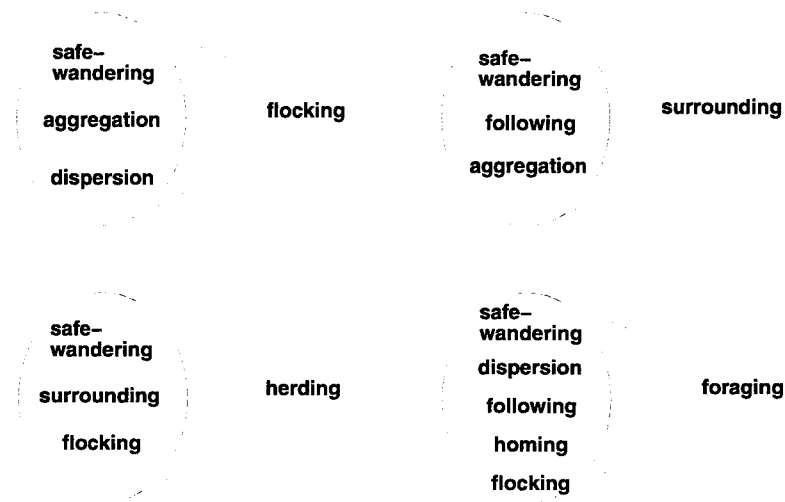 safe–
wandering
aggregation
dispersion
flocking
safe–
wandering
following
aggregation
surrounding
safe–
wandering
surrounding
flocking
herding
safe–
wandering
dispersion
following
homing
flocking
foraging